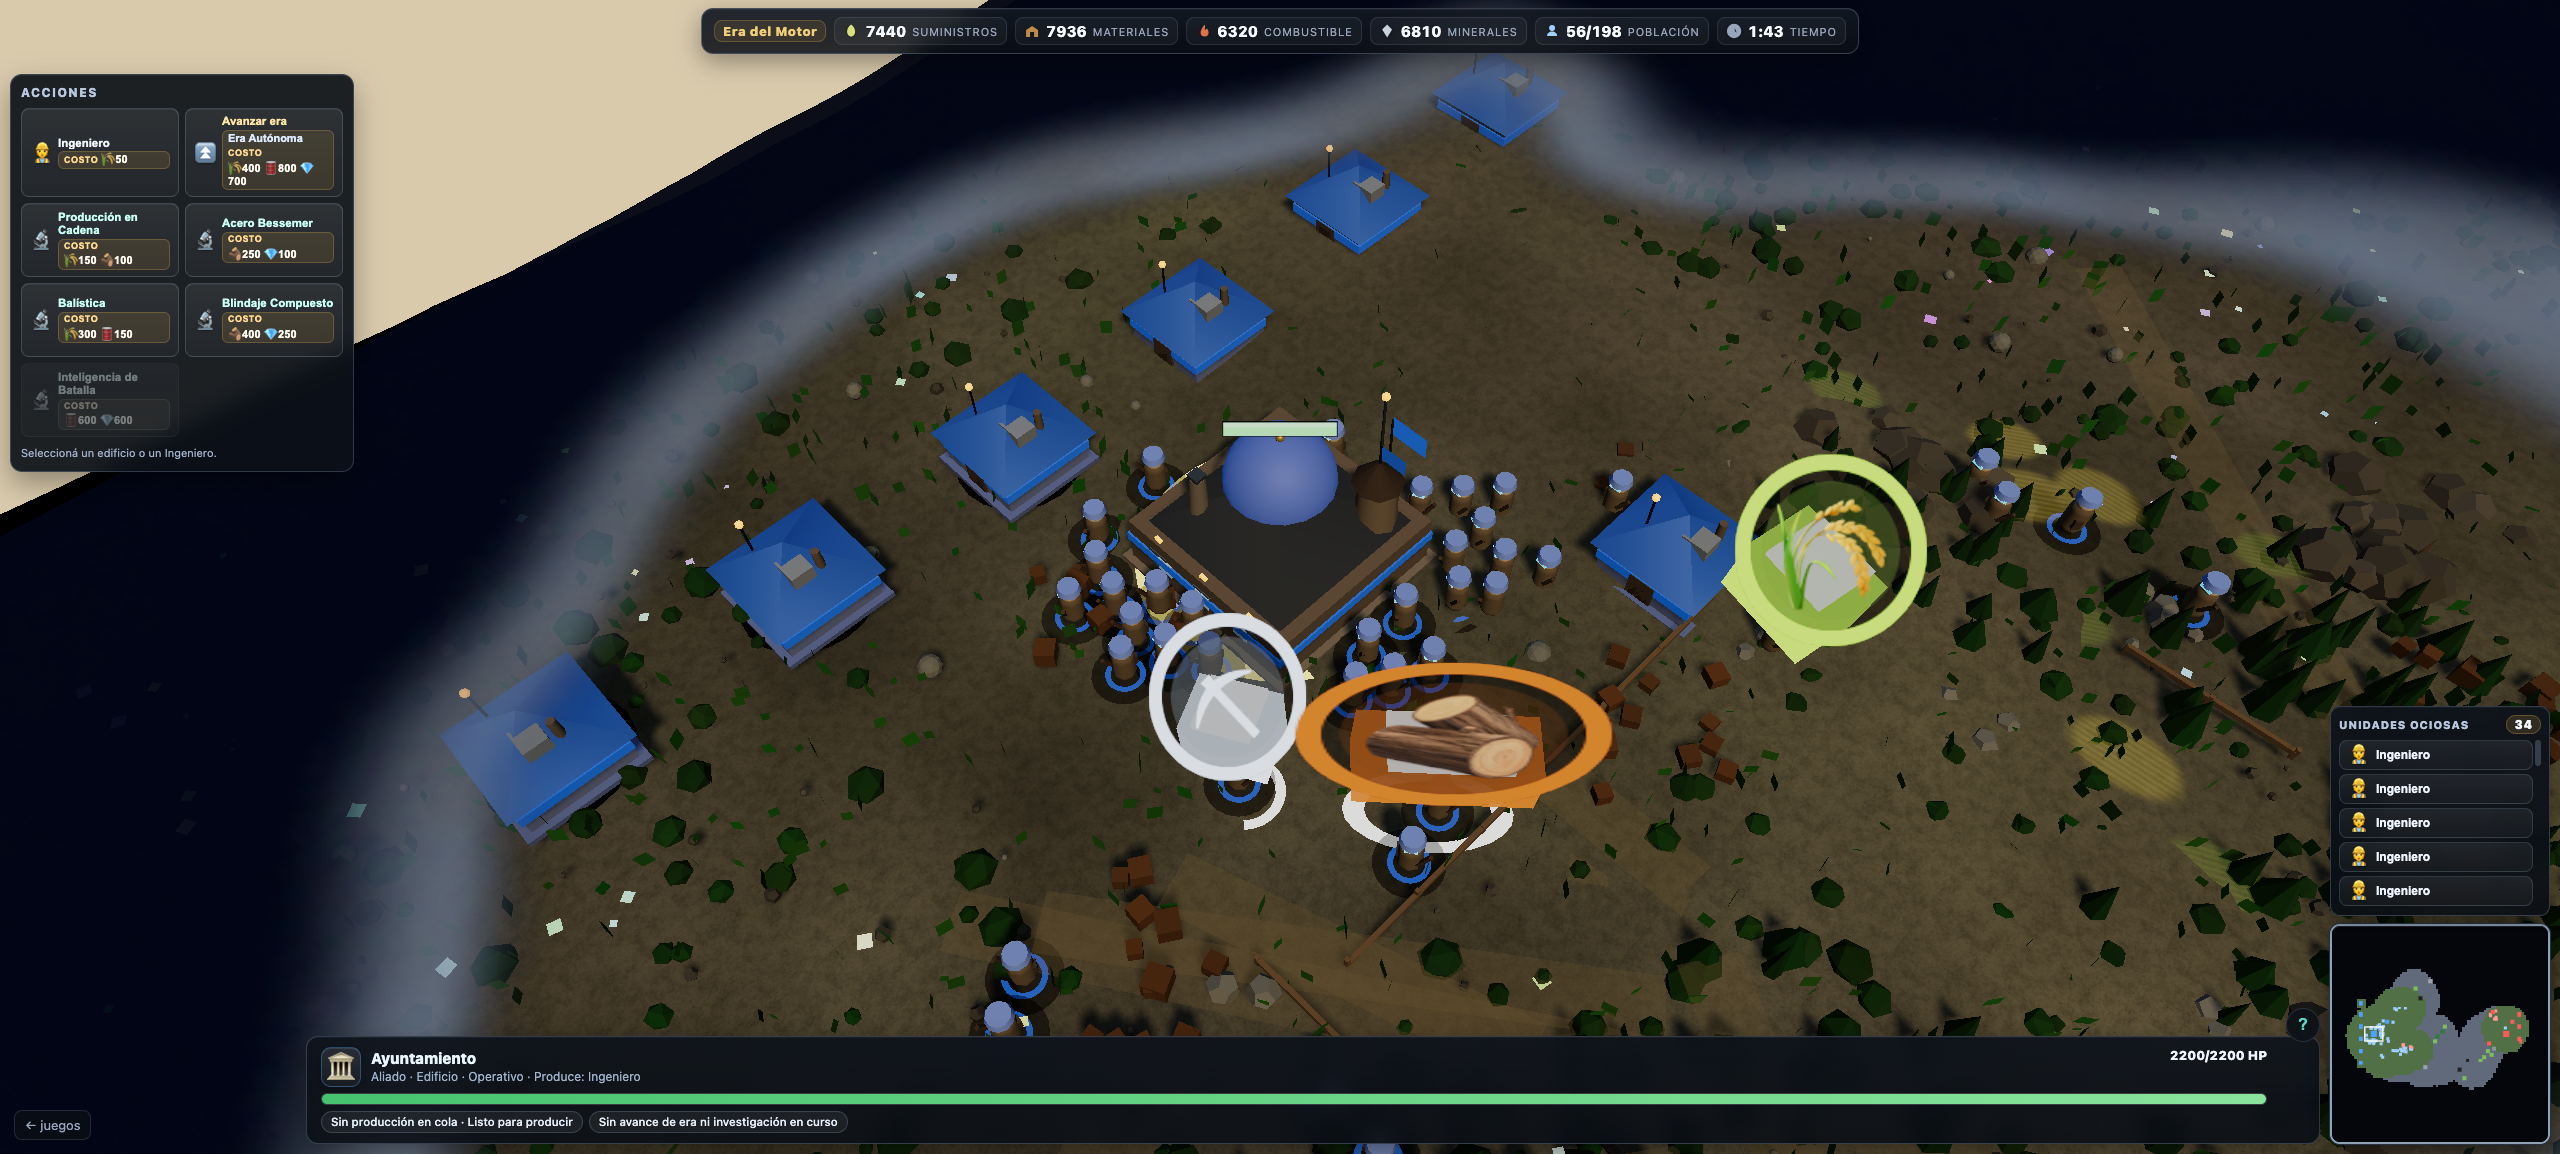 Era del Motor 7440 SUMINISTROS 7936 MATERIALES 6320 COMBUSTIBLE 6810 MINERALES 56/198 POBLACIÓN 1:43 TIEMPO
ACCIONES
Ingeniero
COSTO 50
Avanzar era
Era Autónoma
COSTO
400 800
700
Producción en
Cadena
COSTO
150 100
Acero Bessemer
COSTO
250 100
Balística
COSTO
300 150
Blindaje Compuesto
COSTO
400 250
Inteligencia de
Batalla
COSTO
600 600
Seleccioná un edificio o un Ingeniero.
UNIDADES OCIOSAS 34
Ingeniero
Ingeniero
Ingeniero
Ingeniero
Ingeniero
?
Ayuntamiento
2200/2200 HP
Aliado · Edificio · Operativo · Produce: Ingeniero
Sin producción en cola · Listo para producir
Sin avance de era ni investigación en curso
← juegos